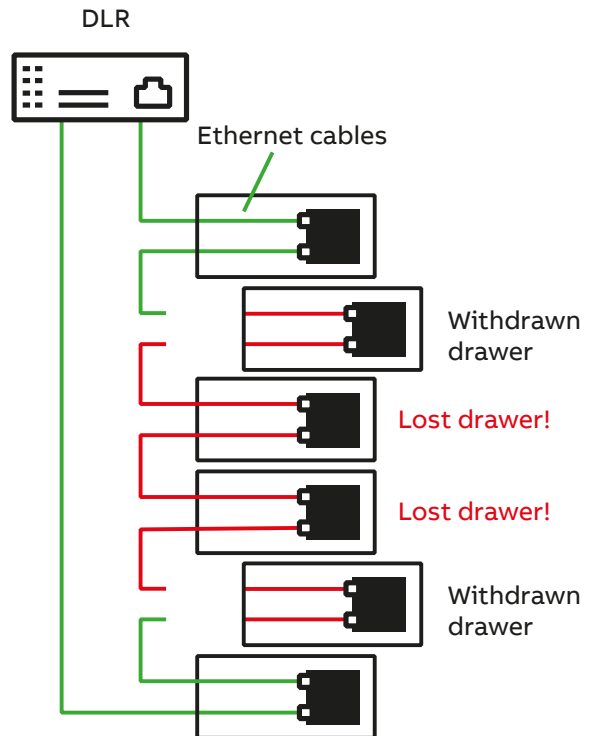 DLR
Ethernet cables
Withdrawn
drawer
Lost drawer!
Lost drawer!
Withdrawn
drawer